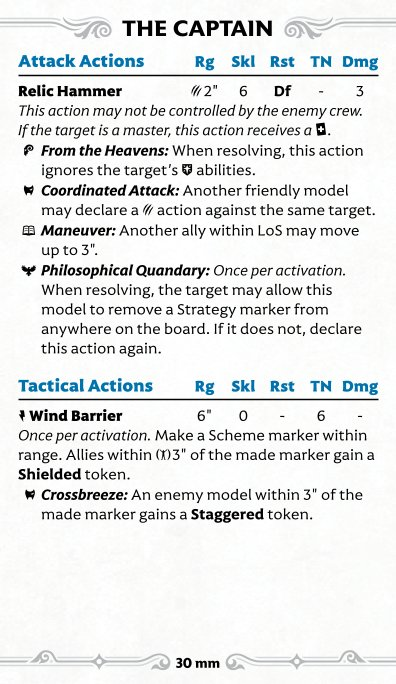 THE CAPTAIN
Attack Actions Rg Skl Rst TN Dmg
Relic Hammer 2" 6 Df - 3
This action may not be controlled by the enemy crew.
If the target is a master, this action receives a .
From the Heavens: When resolving, this action
ignores the target's abilities.
Coordinated Attack: Another friendly model
may declare a action against the same target.
Maneuver: Another ally within LoS may move
up to 3".
Philosophical Quandary: Once per activation.
When resolving, the target may allow this
model to remove a Strategy marker from
anywhere on the board. If it does not, declare
this action again.
Tactical Actions Rg Skl Rst TN Dmg
Wind Barrier 6" 0 - 6 -
Once per activation. Make a Scheme marker within
range. Allies within 3" of the made marker gain a
Shielded token.
Crossbreeze: An enemy model within 3" of the
made marker gains a Staggered token.
30 mm